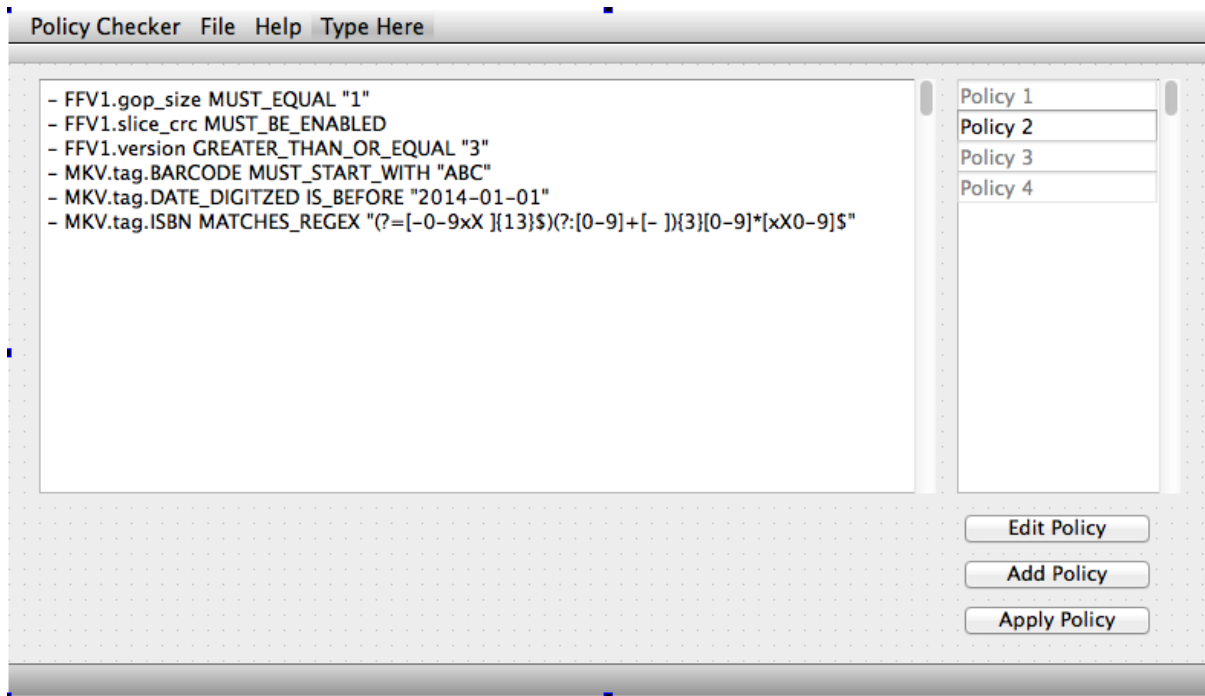 Policy Checker File Help Type Here
– FFV1.gop_size MUST_EQUAL "1"
– FFV1.slice_crc MUST_BE_ENABLED
– FFV1.version GREATER_THAN_OR_EQUAL "3"
– MKV.tag.BARCODE MUST_START_WITH "ABC"
– MKV.tag.DATE_DIGITZED IS_BEFORE "2014-01-01"
– MKV.tag.ISBN MATCHES_REGEX "(?=[-0-9xX ]{13}$)(?:[0-9]+[- ]){3}[0-9]*[xX0-9]$"
Policy 1
Policy 2
Policy 3
Policy 4
Edit Policy
Add Policy
Apply Policy